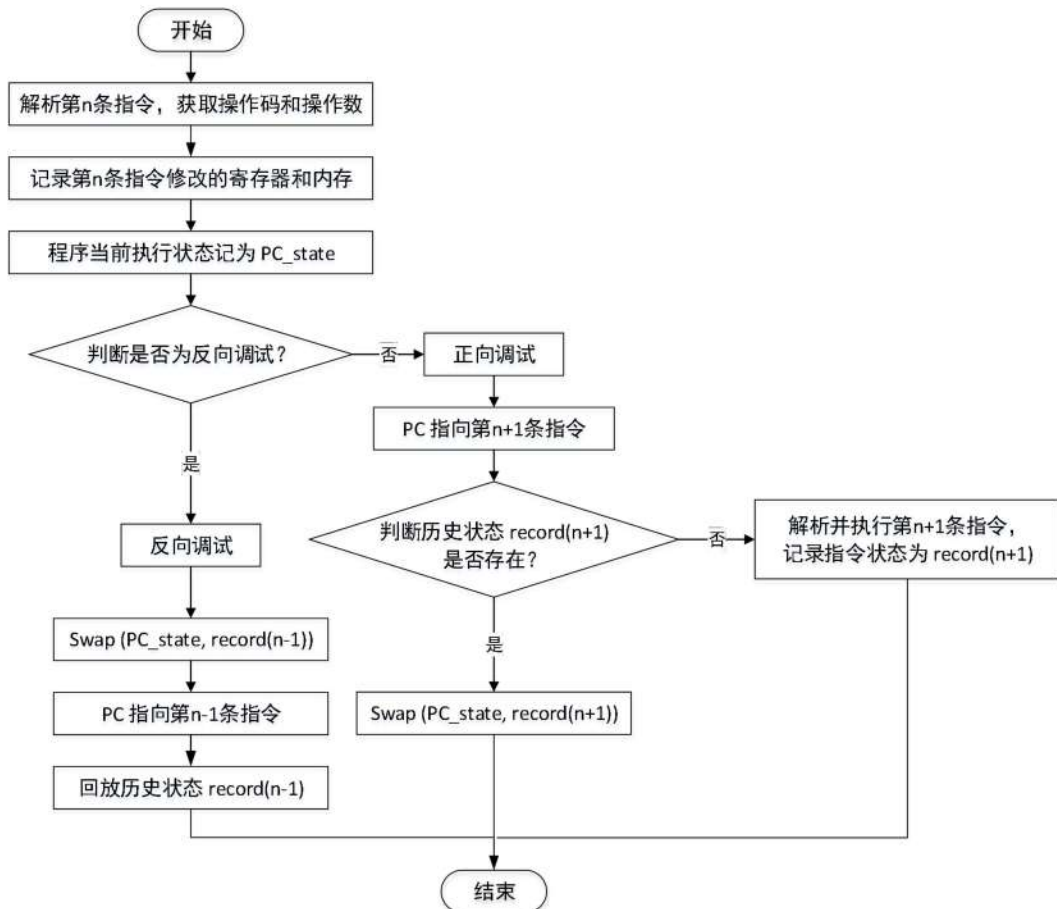 开始
解析第n条指令，获取操作码和操作数
记录第n条指令修改的寄存器和内存
程序当前执行状态记为 PC_state
判断是否为反向调试？
否
正向调试
PC 指向第n+1条指令
是
判断历史状态 record(n+1)
是否存在？
否
解析并执行第n+1条指令，
记录指令状态为 record(n+1)
反向调试
Swap (PC_state, record(n-1))
是
PC 指向第n-1条指令
Swap (PC_state, record(n+1))
回放历史状态 record(n-1)
结束